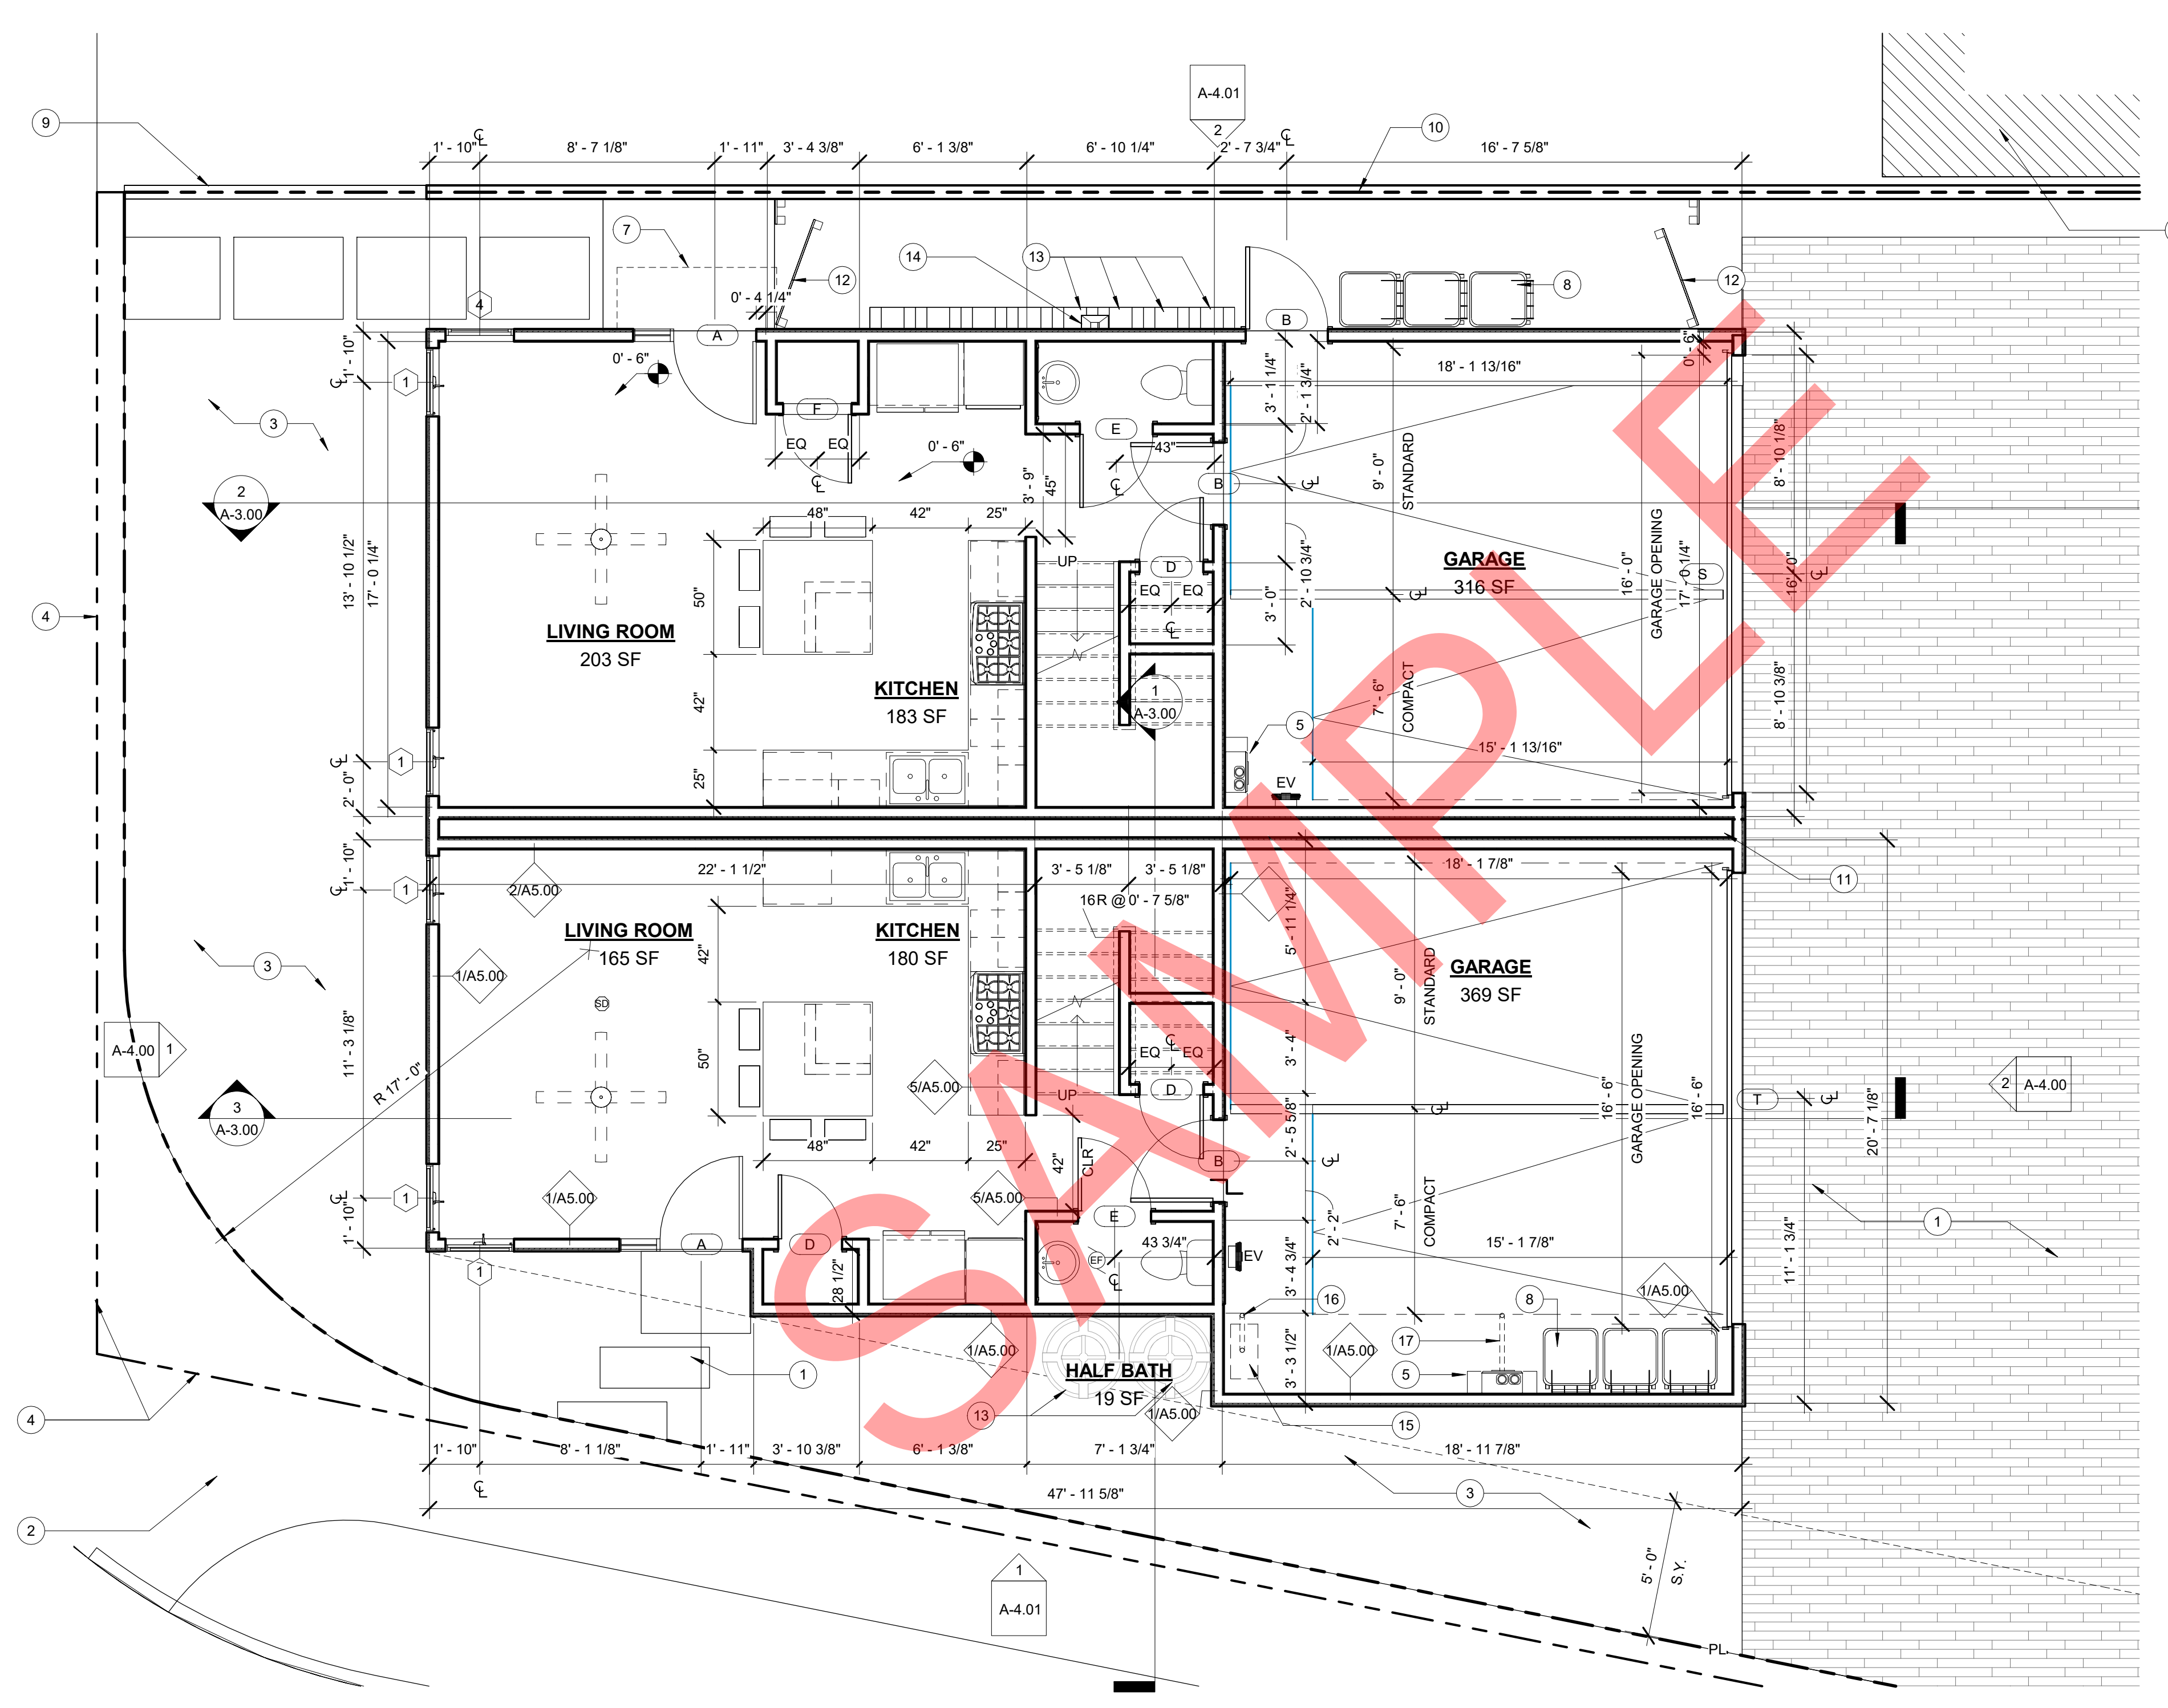 A-4.01
2
9
10
1' - 10"
8' - 7 1/8"
1' - 11"
3' - 4 3/8"
6' - 1 3/8"
6' - 10 1/4"
2' - 7 3/4"
16' - 7 5/8"
7
12
14
13
8
12
0' - 4 1/4"
4
A
B
1' - 10"
1
0' - 6"
F
E
3' - 1 1/4"
2' - 1 3/4"
18' - 1 13/16"
0' - 6"
3
EQ
EQ
0' - 6"
43"
3' - 9"
45"
B
9' - 0"
STANDARD
8' - 10 1/8"
2
A-3.00
48"
42"
25"
13' - 10 1/2"
17' - 0 1/4"
UP
D
EQ
EQ
50"
3' - 0"
2' - 10 3/4"
GARAGE
316 SF
16' - 0"
GARAGE OPENING
17' - 0 1/4"
S
16' - 0"
4
LIVING ROOM
203 SF
KITCHEN
183 SF
1
A-3.00
42"
7' - 6"
COMPACT
8' - 10 3/8"
5
15' - 1 13/16"
1
2' - 0"
25"
EV
1' - 10"
1
2/A5.00
22' - 1 1/2"
3' - 5 1/8"
3' - 5 1/8"
18' - 1 7/8"
11
16R @ 0' - 7 5/8"
5' - 11 1/4"
LIVING ROOM
165 SF
KITCHEN
180 SF
42"
3
1/A5.00
9' - 0"
STANDARD
GARAGE
369 SF
SD
A-4.00
1
11' - 3 1/8"
R 17' - 0"
50"
EQ
EQ
3' - 4"
5/A5.00
UP
D
16' - 6"
GARAGE OPENING
16' - 6"
T
2
A-4.00
3
A-3.00
48"
42"
25"
2' - 5 5/8"
20' - 7 1/8"
42"
CLR
B
1
1' - 10"
1/A5.00
5/A5.00
E
7' - 6"
COMPACT
2' - 2"
1
A
D
43 3/4"
EF
EV
15' - 1 7/8"
11' - 1 3/4"
1
28 1/2"
3' - 4 3/4"
16
8
1/A5.00
1/A5.00
17
1/A5.00
1
HALF BATH
19 SF
5
3' - 3 1/2"
4
13
1/A5.00
15
1' - 10"
8' - 1 1/8"
1' - 11"
3' - 10 3/8"
6' - 1 3/8"
7' - 1 3/4"
18' - 11 7/8"
47' - 11 5/8"
3
2
5' - 0"
S.Y.
1
A-4.01
PL
SAMPLE